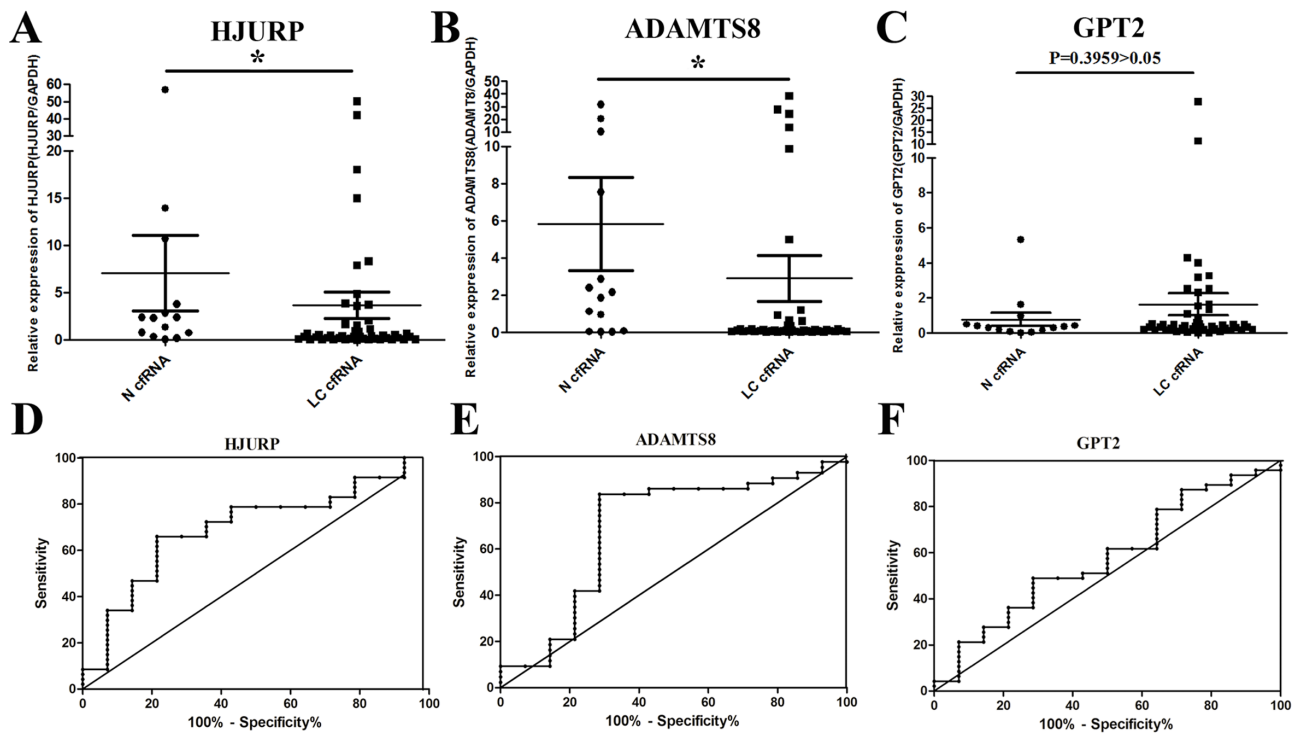 A
HJURP
*
Relative exppression of HJURP(HJURP/GAPDH)
60
50
40
30
20
15
10
5
0
N cfRNA
LC cfRNA
B
ADAMTS8
*
Relative exppression of ADAMTS8(ADAMT8/GAPDH)
50
40
30
20
10
8
6
4
2
0
N cfRNA
LC cfRNA
C
GPT2
P=0.3959>0.05
Relative exppression of GPT2(GPT2/GAPDH)
30
25
20
15
10
10
8
6
4
2
0
N cfRNA
LC cfRNA
D
HJURP
Sensitivity
100
80
60
40
20
0
0 20 40 60 80 100
100% - Specificity%
E
ADAMTS8
Sensitivity
100
80
60
40
20
0
0 20 40 60 80 100
100% - Specificity%
F
GPT2
Sensitivity
100
80
60
40
20
0
0 20 40 60 80 100
100% - Specificity%